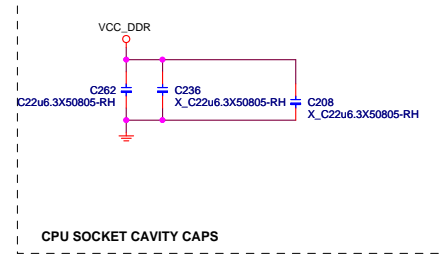 VCC_DDR
C262
C22u6.3X50805-RH
C236
X_C22u6.3X50805-RH
C208
X_C22u6.3X50805-RH
CPU SOCKET CAVITY CAPS